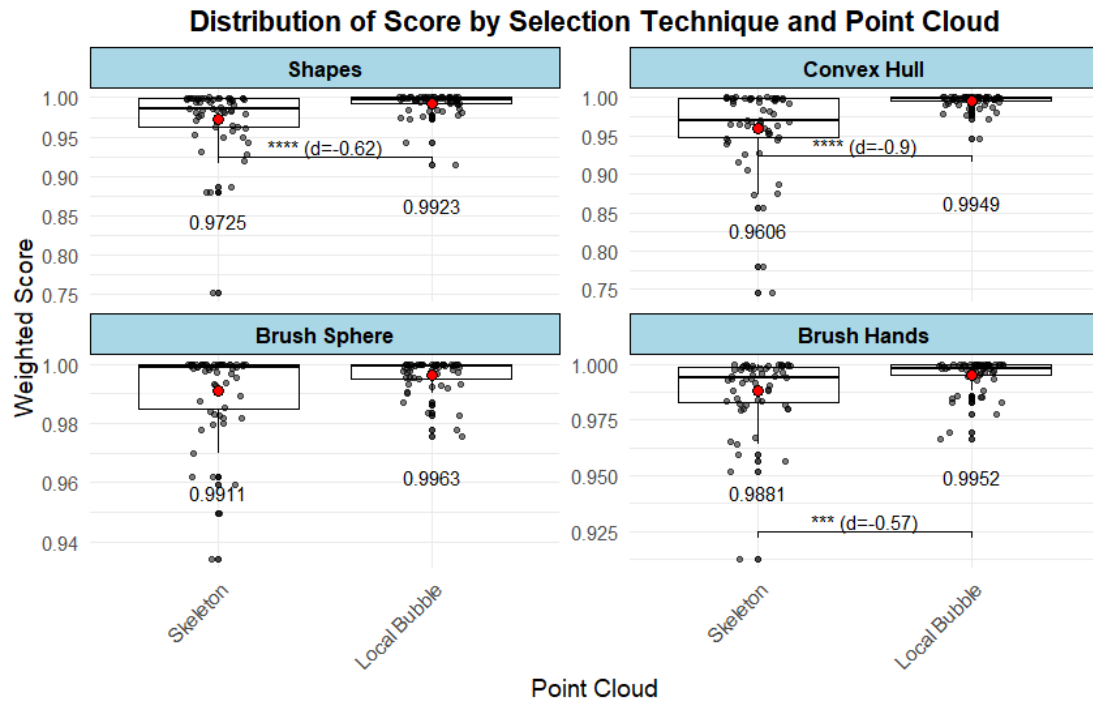 Distribution of Score by Selection Technique and Point Cloud
Shapes
Convex Hull
1.00
0.95
0.90
0.85
0.80
0.75
**** (d=-0.62)
0.9725
0.9923
1.00
0.95
0.90
0.85
0.80
0.75
**** (d=-0.9)
0.9606
0.9949
Weighted Score
Brush Sphere
Brush Hands
1.00
0.98
0.96
0.94
0.9911
0.9963
1.000
0.975
0.950
0.925
0.9881
0.9952
*** (d=-0.57)
Skeleton
Local Bubble
Skeleton
Local Bubble
Point Cloud